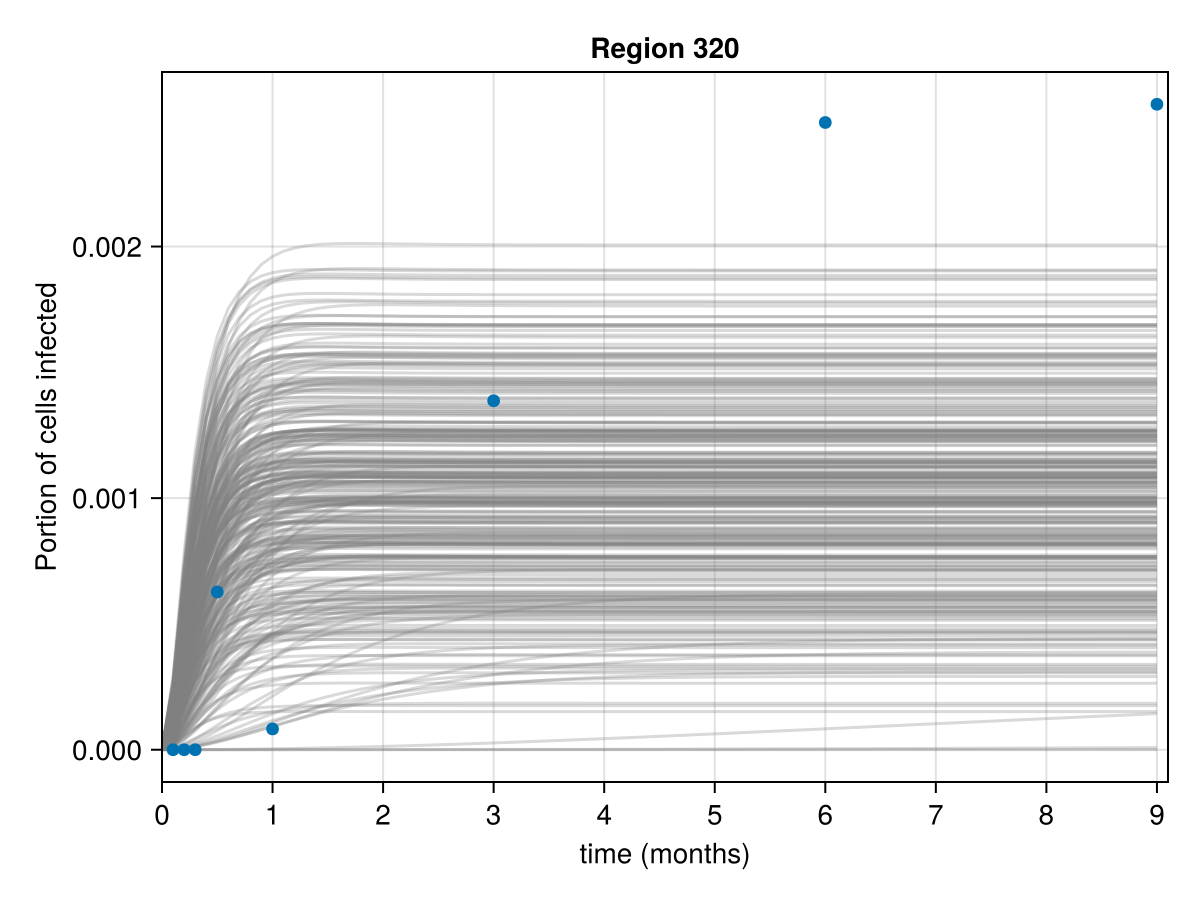 Region 320
Portion of cells infected
0.002
0.001
0.000
0 1 2 3 4 5 6 7 8 9
time (months)